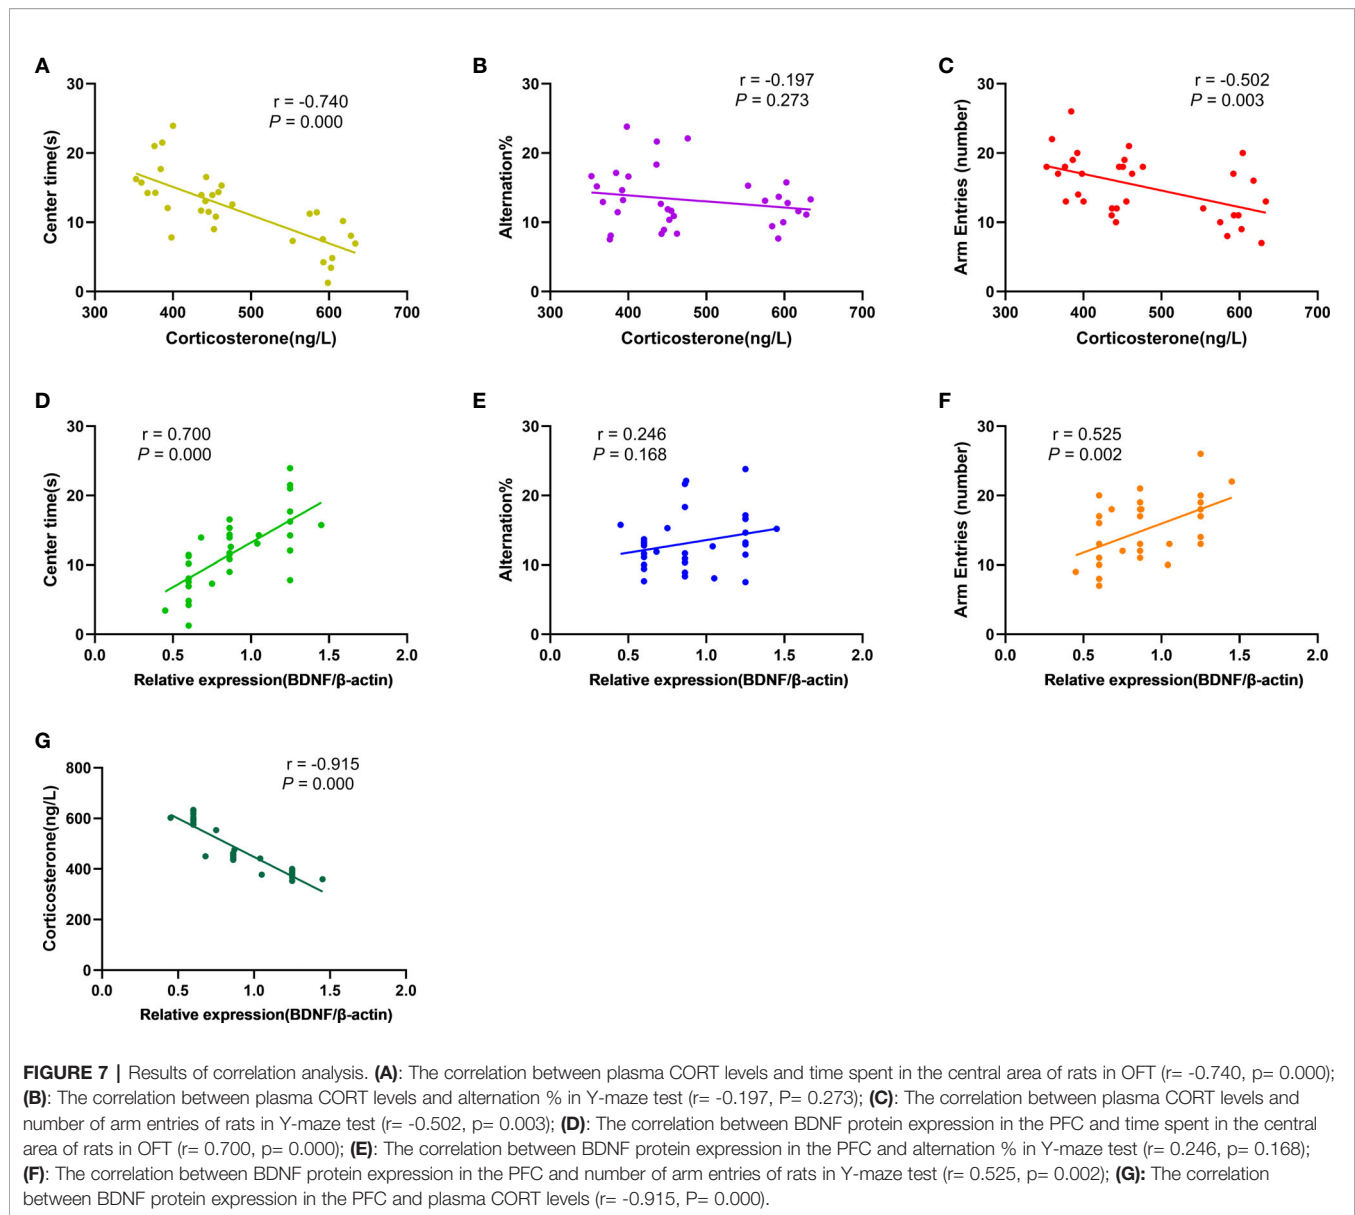 A
B
C
r = -0.740
P = 0.000
r = -0.197
P = 0.273
r = -0.502
P = 0.003
30
20
10
0
Center time(s)
300 400 500 600 700
Corticosterone(ng/L)
30
20
10
0
Alternation%
300 400 500 600 700
Corticosterone(ng/L)
30
20
10
0
Arm Entries (number)
300 400 500 600 700
Corticosterone(ng/L)
D
E
F
r = 0.700
P = 0.000
r = 0.246
P = 0.168
r = 0.525
P = 0.002
30
20
10
0
Center time(s)
0.0 0.5 1.0 1.5 2.0
Relative expression(BDNF/β-actin)
30
20
10
0
Alternation%
0.0 0.5 1.0 1.5 2.0
Relative expression(BDNF/β-actin)
30
20
10
0
Arm Entries (number)
0.0 0.5 1.0 1.5 2.0
Relative expression(BDNF/β-actin)
G
r = -0.915
P = 0.000
800
600
400
200
0
Corticosterone(ng/L)
0.0 0.5 1.0 1.5 2.0
Relative expression(BDNF/β-actin)
FIGURE 7 | Results of correlation analysis. (A): The correlation between plasma CORT levels and time spent in the central area of rats in OFT (r= -0.740, p= 0.000);
(B): The correlation between plasma CORT levels and alternation % in Y-maze test (r= -0.197, P= 0.273); (C): The correlation between plasma CORT levels and
number of arm entries of rats in Y-maze test (r= -0.502, p= 0.003); (D): The correlation between BDNF protein expression in the PFC and time spent in the central
area of rats in OFT (r= 0.700, p= 0.000); (E): The correlation between BDNF protein expression in the PFC and alternation % in Y-maze test (r= 0.246, p= 0.168);
(F): The correlation between BDNF protein expression in the PFC and number of arm entries of rats in Y-maze test (r= 0.525, p= 0.002); (G): The correlation
between BDNF protein expression in the PFC and plasma CORT levels (r= -0.915, P= 0.000).